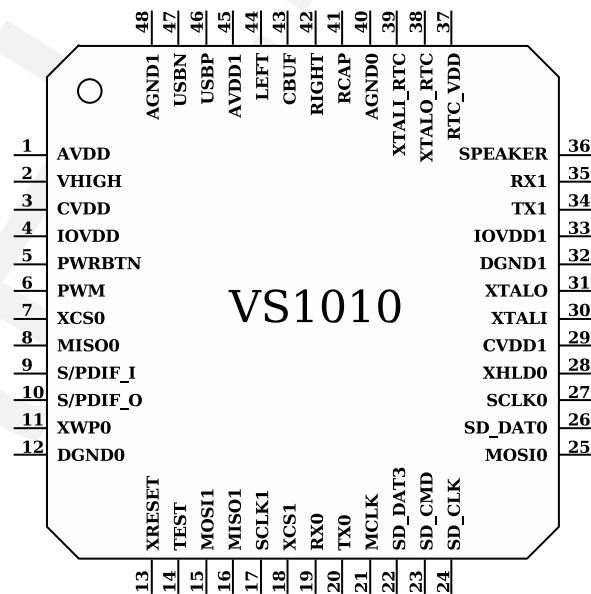 48 47 46 45 44 43 42 41 40 39 38 37
AGND1 USBN USBP AVDD1 LEFT CBUF RIGHT RCAP AGND0 XTALI_RTC XTALO_RTC RTC_VDD
1 AVDD
2 VHIGH
3 CVDD
4 IOVDD
5 PWRBTN
6 PWM
7 XCS0
8 MISO0
9 S/PDIF_I
10 S/PDIF_O
11 XWP0
12 DGND0
VS1010
SPEAKER 36
RX1 35
TX1 34
IOVDD1 33
DGND1 32
XTALO 31
XTALI 30
CVDD1 29
XHLD0 28
SCLK0 27
SD_DAT0 26
MOSI0 25
XRESET TEST MOSI1 MISO1 SCLK1 XCS1 RX0 TX0 MCLK SD_DAT3 SD_CMD SD_CLK
13 14 15 16 17 18 19 20 21 22 23 24